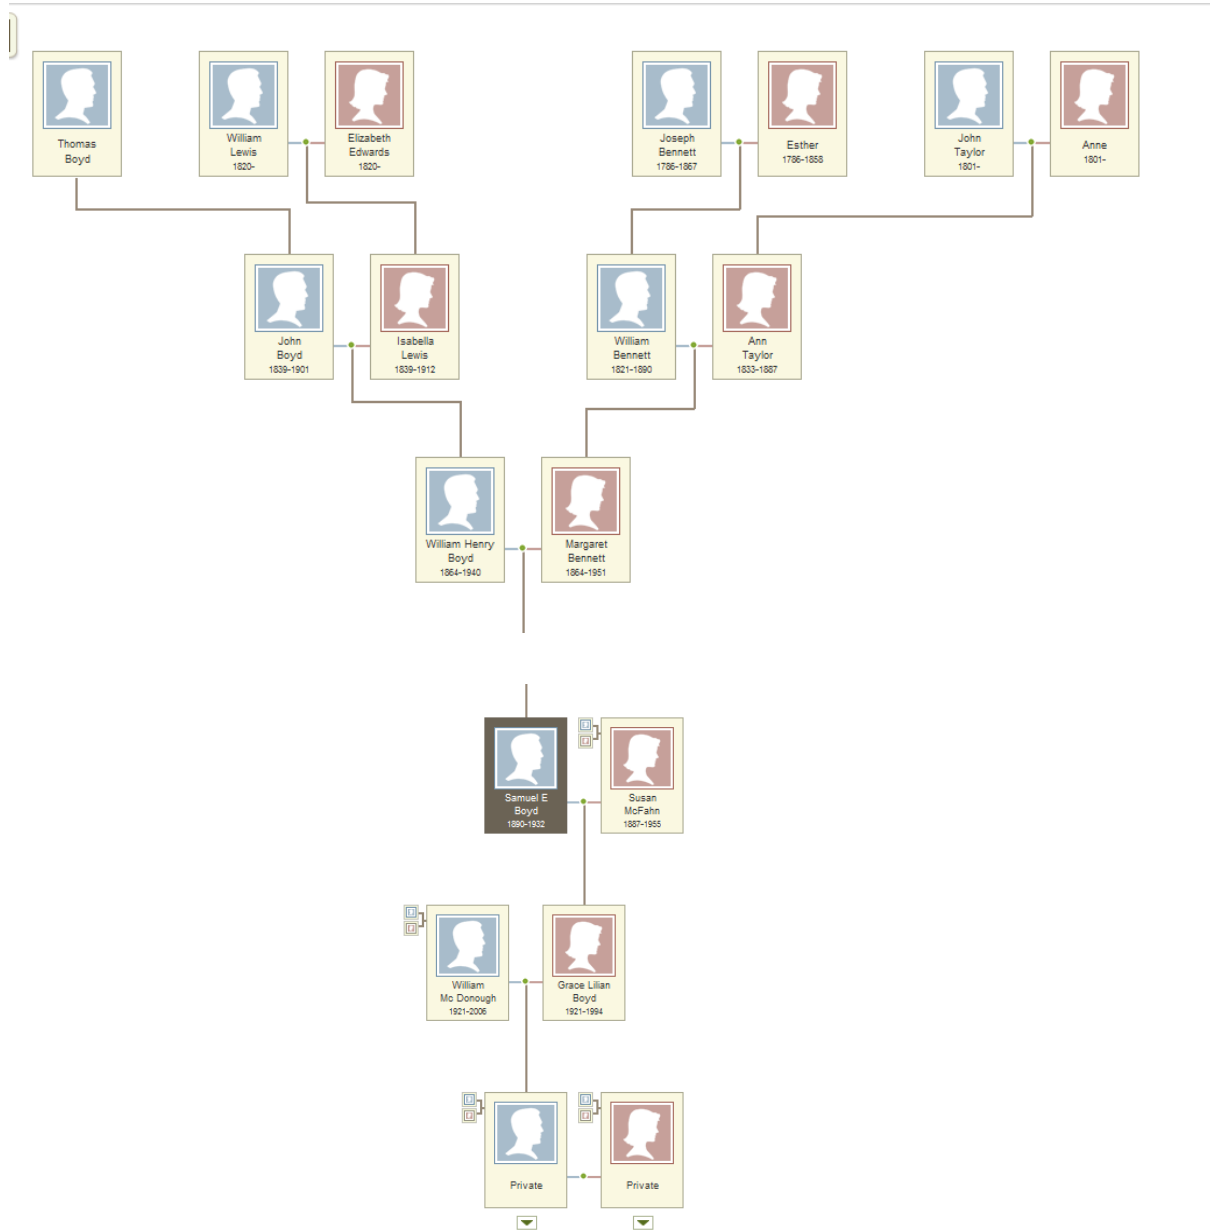 Thomas
Boyd
William
Lewis
1820-
Elizabeth
Edwards
1820-
Joseph
Bennett
1786-1867
Esther
1786-1858
John
Taylor
1801-
Anne
1801-
John
Boyd
1839-1901
Isabella
Lewis
1839-1912
William
Bennett
1821-1890
Ann
Taylor
1833-1887
William Henry
Boyd
1864-1940
Margaret
Bennett
1864-1951
Samuel E
Boyd
1890-1932
Susan
McFahn
1887-1955
William
Mc Donough
1921-2006
Grace Lilian
Boyd
1921-1994
Private
Private